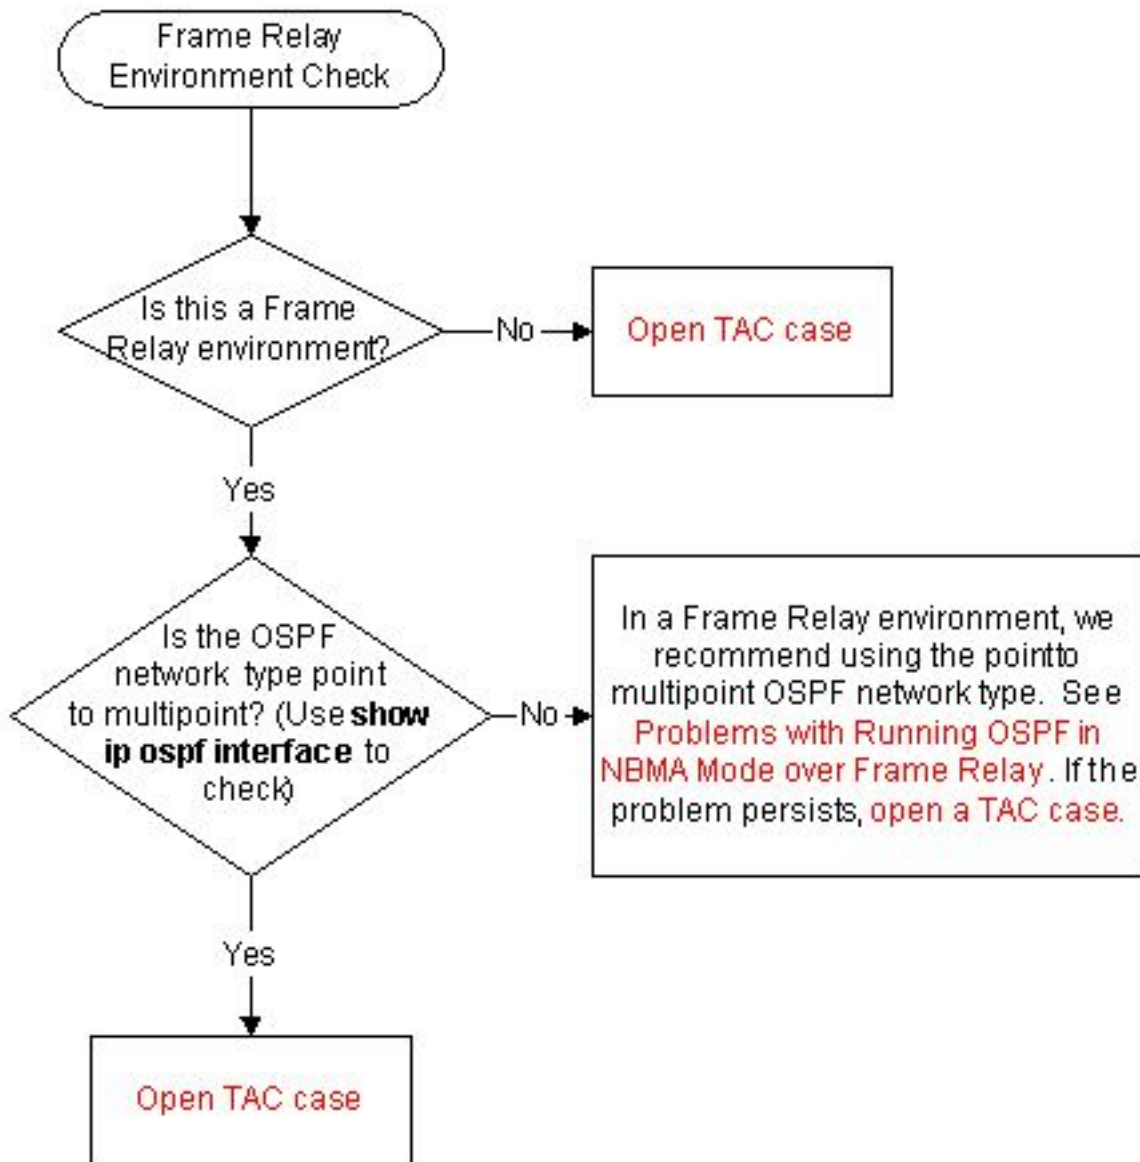 Frame Relay
Environment Check
Is this a Frame
Relay environment?
No
Open TAC case
Yes
Is the OSPF
network type point
to multipoint? (Use show
ip ospf interface to
check)
No
In a Frame Relay environment, we
recommend using the pointto
multipoint OSPF network type. See
Problems with Running OSPF in
NBMA Mode over Frame Relay. If the
problem persists, open a TAC case.
Yes
Open TAC case